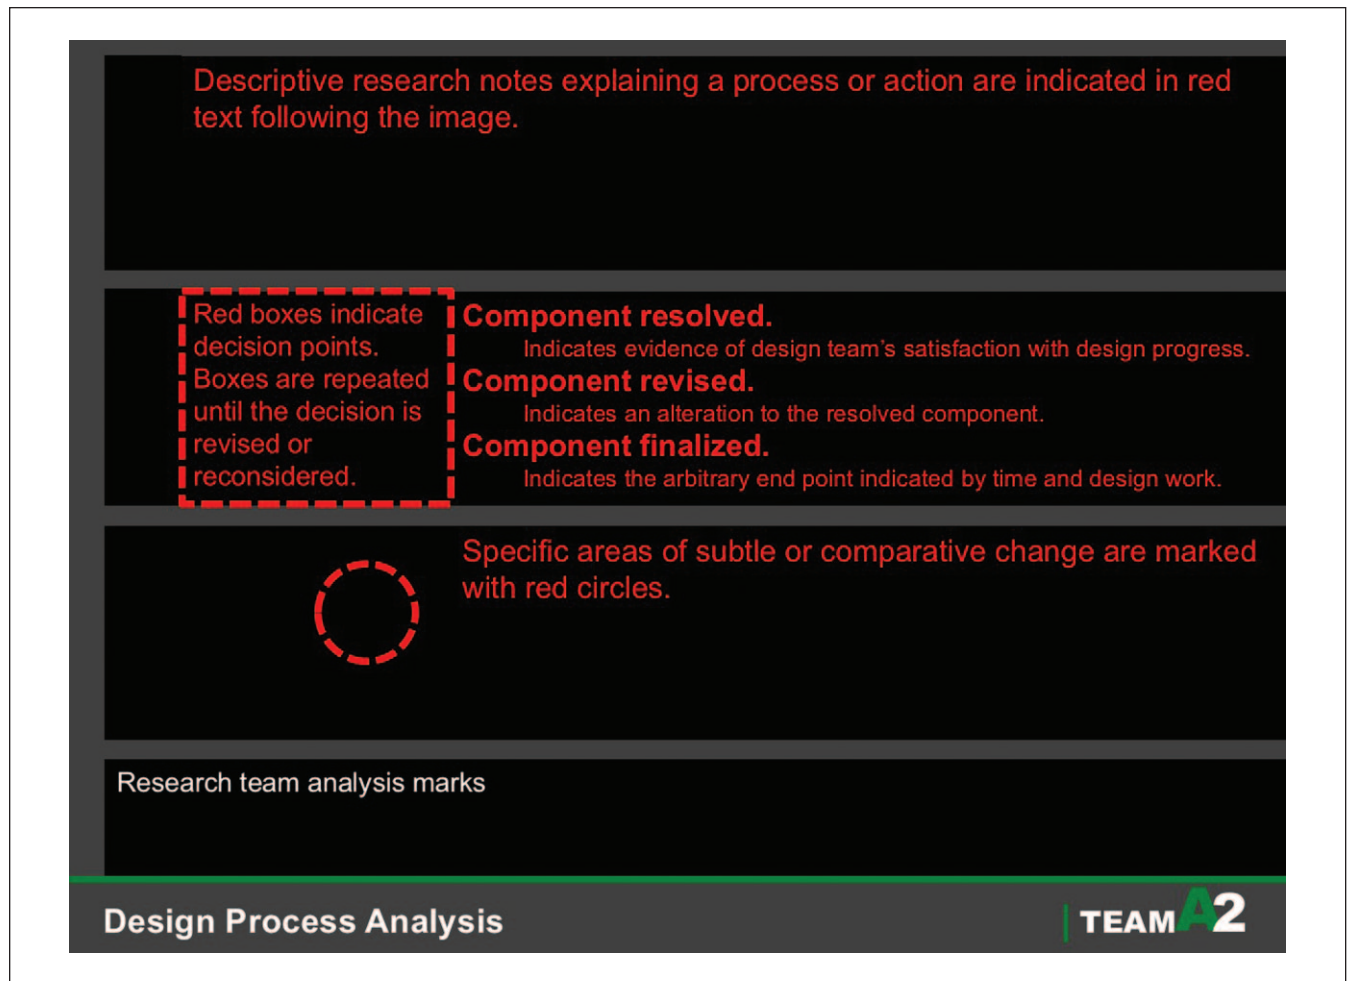 Descriptive research notes explaining a process or action are indicated in red
text following the image.
Red boxes indicate
decision points.
Boxes are repeated
until the decision is
revised or
reconsidered.
Component resolved.
Indicates evidence of design team's satisfaction with design progress.
Component revised.
Indicates an alteration to the resolved component.
Component finalized.
Indicates the arbitrary end point indicated by time and design work.
Specific areas of subtle or comparative change are marked
with red circles.
Research team analysis marks
Design Process Analysis
TEAM A2